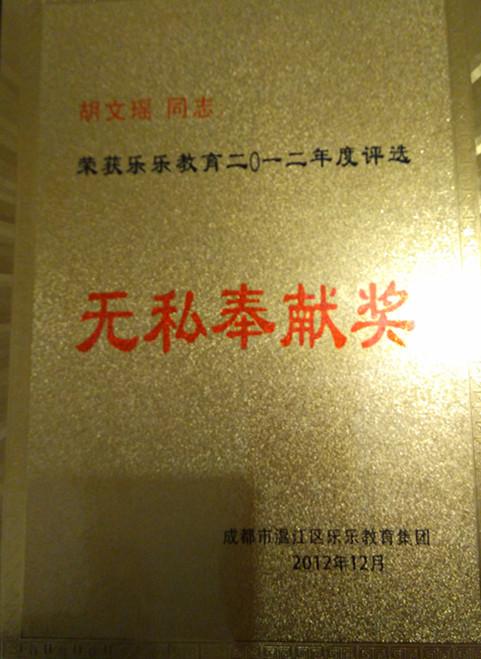 胡文瑶 同志
荣获乐乐教育二0一二年度评选
无私奉献奖
成都市温江区乐乐教育集团
2012年12月